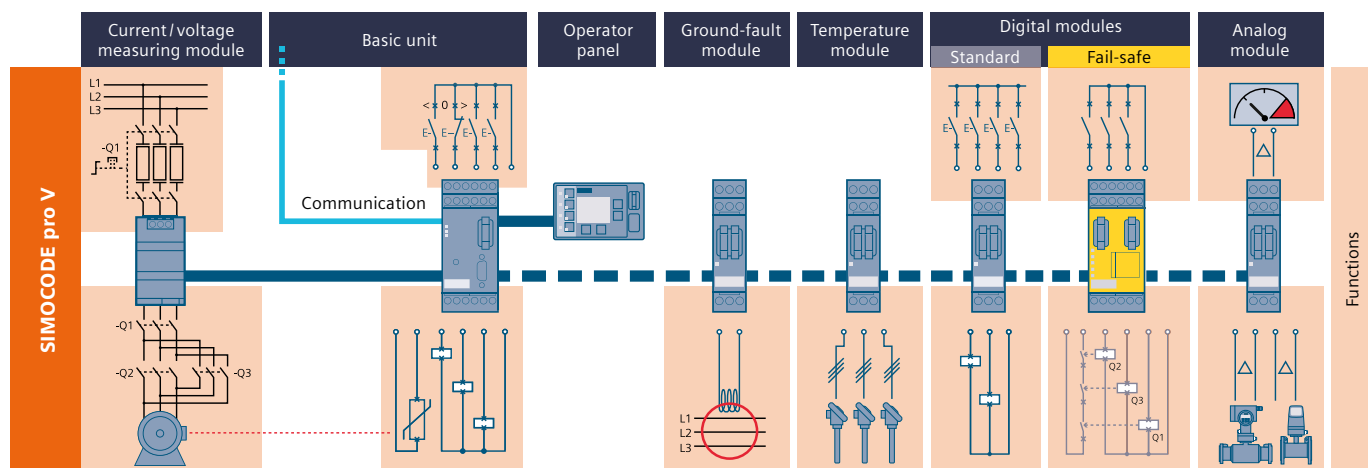 Current/voltage
measuring module
Basic unit
Operator
panel
Ground-fault
module
Temperature
module
Digital modules
Standard
Fail-safe
Analog
module
SIMOCODE pro V
Functions
L1
L2
L3
-Q1
< 0 >
E- E- E- E-
E- E- E- E-
Communication
-Q1
-Q2
-Q3
L1
L2
L3
Q2
Q3
Q1